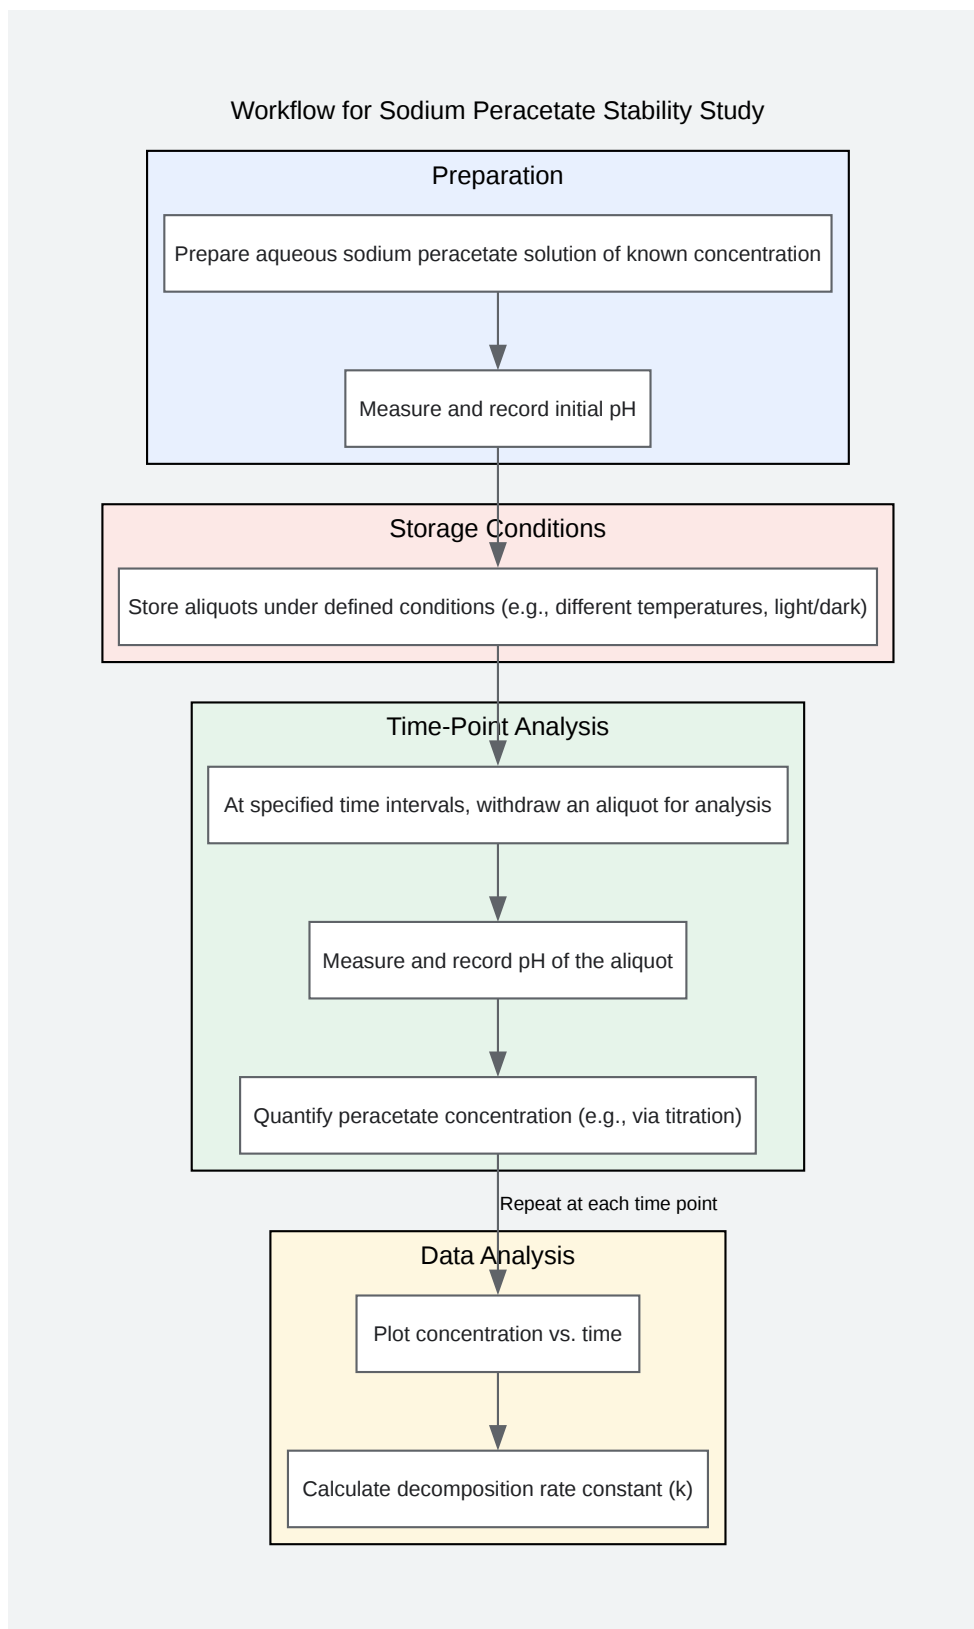 Workflow for Sodium Peracetate Stability Study
Preparation
Prepare aqueous sodium peracetate solution of known concentration
Measure and record initial pH
Storage Conditions
Store aliquots under defined conditions (e.g., different temperatures, light/dark)
Time-Point Analysis
At specified time intervals, withdraw an aliquot for analysis
Measure and record pH of the aliquot
Quantify peracetate concentration (e.g., via titration)
Repeat at each time point
Data Analysis
Plot concentration vs. time
Calculate decomposition rate constant (k)